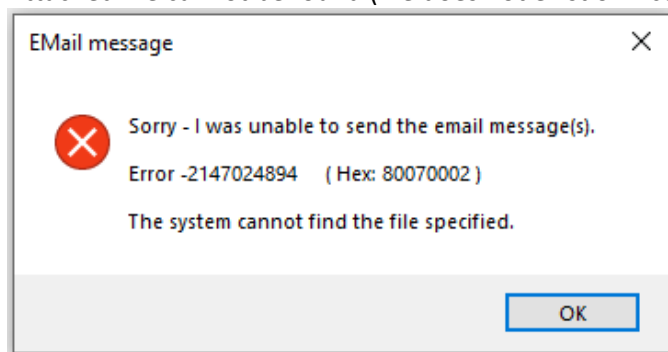 EMail message
Sorry - I was unable to send the email message(s).
Error -2147024894 ( Hex: 80070002 )
The system cannot find the file specified.
OK